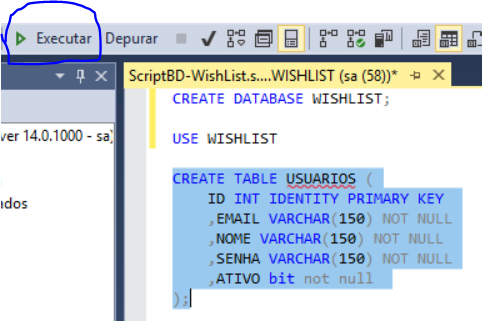 Executar Depurar
ScriptBD-WishList.s....WISHLIST (sa (58))*
CREATE DATABASE WISHLIST;
ver 14.0.1000 - sa)
USE WISHLIST
CREATE TABLE USUARIOS (
ados
ID INT IDENTITY PRIMARY KEY
,EMAIL VARCHAR(150) NOT NULL
,NOME VARCHAR(150) NOT NULL
,SENHA VARCHAR(150) NOT NULL
,ATIVO bit not null
);